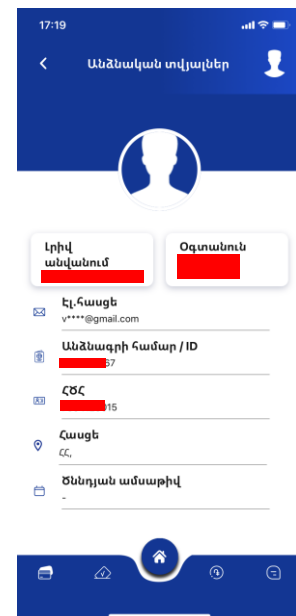 17:19
Անձնական տվյալներ
Լրիվ
անվանում
Օգտանուն
Էլ.հասցե
v****@gmail.com
Անձնագրի համար / ID
67
ՀԾՀ
015
Հասցե
ՀՀ,
Ծննդյան ամսաթիվ
-